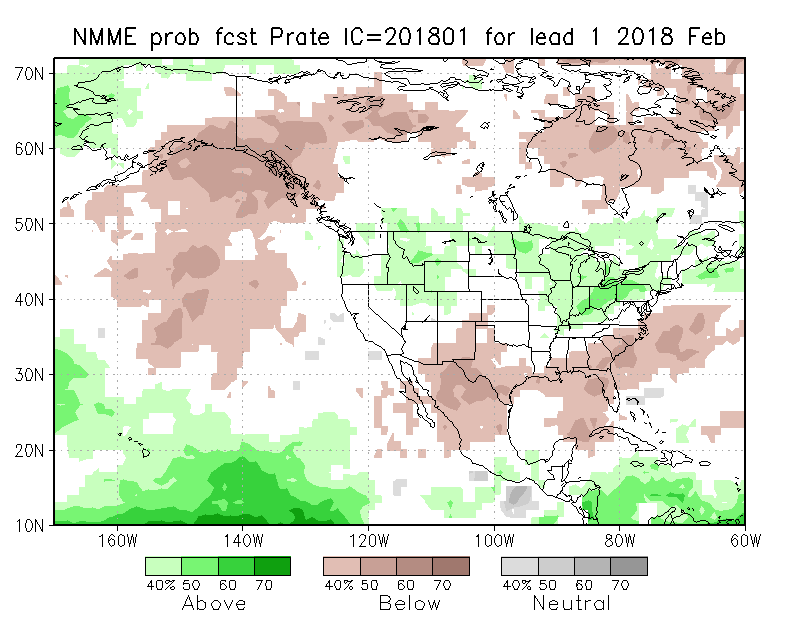 NMME prob fcst Prate IC=201801 for lead 1 2018 Feb
70N
60N
50N
40N
30N
20N
10N
160W 140W 120W 100W 80W 60W
40% 50 60 70 40% 50 60 70 40% 50 60 70
Above Below Neutral